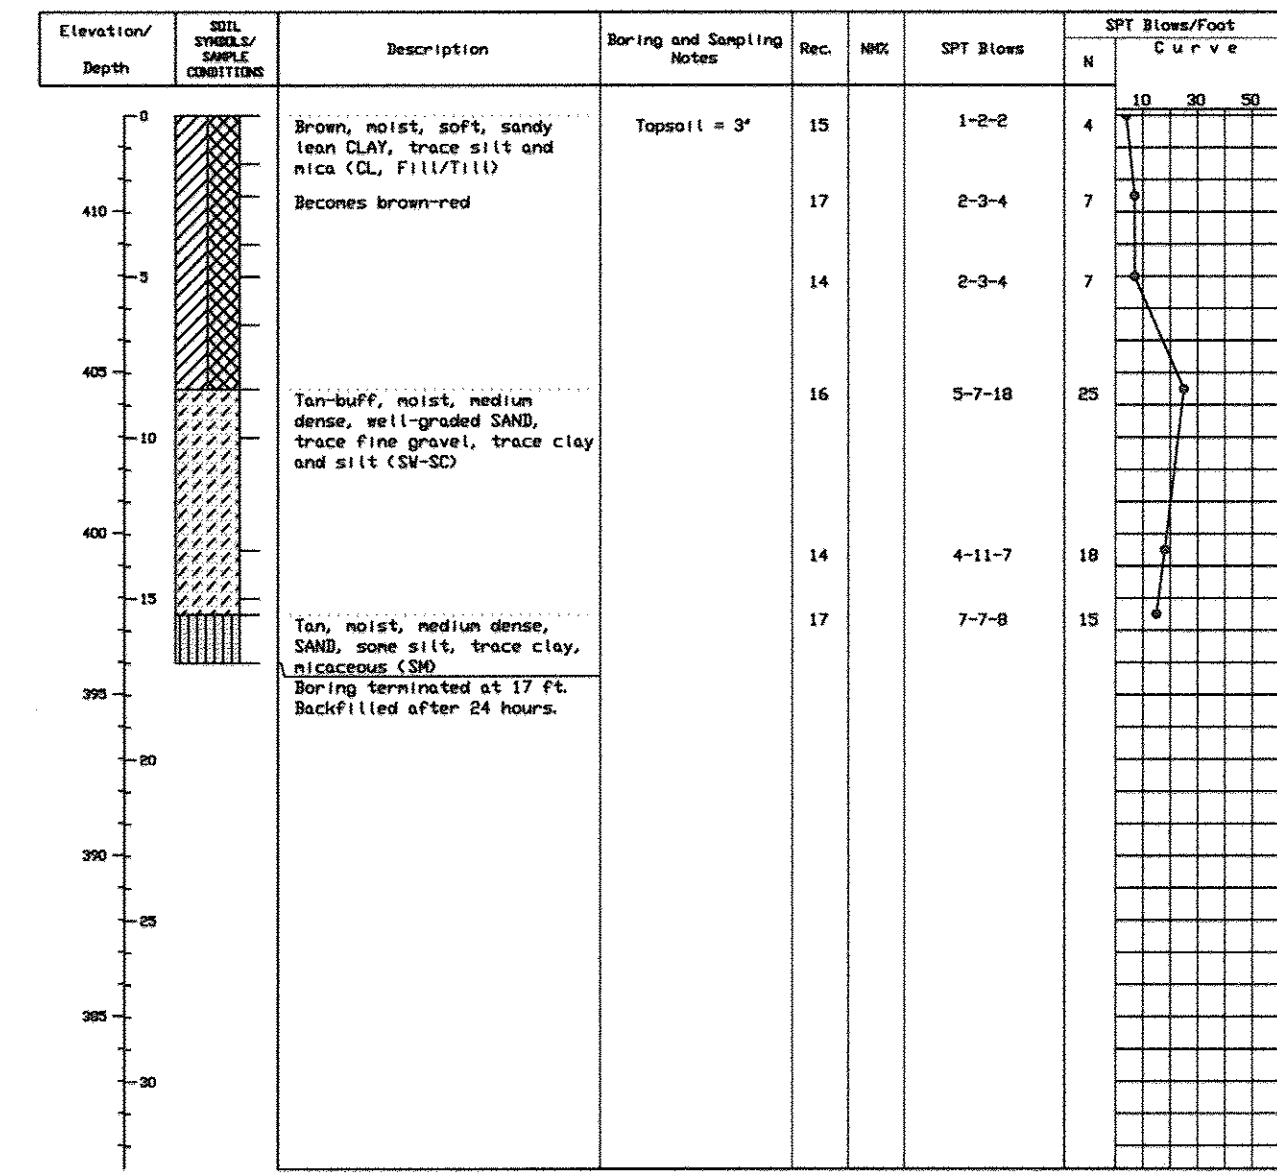 Elevation/
Depth
SOIL
SYMBOLS/
SAMPLE
CONDITIONS
Description
Boring and Sampling
Notes
Rec.
NM%
SPT Blows
SPT Blows/Foot
N
Curve
10 30 50
0
Brown, moist, soft, sandy
lean CLAY, trace silt and
mica (CL, Fill/Till)
Topsoil = 3"
15
1-2-2
4
410
Becomes brown-red
17
2-3-4
7
5
14
2-3-4
7
405
Tan-buff, moist, medium
dense, well-graded SAND,
trace fine gravel, trace clay
and silt (SW-SC)
16
5-7-18
25
10
400
14
4-11-7
18
15
Tan, moist, medium dense,
SAND, some silt, trace clay,
micaceous (SM)
17
7-7-8
15
Boring terminated at 17 ft.
Backfilled after 24 hours.
395
20
390
25
385
30